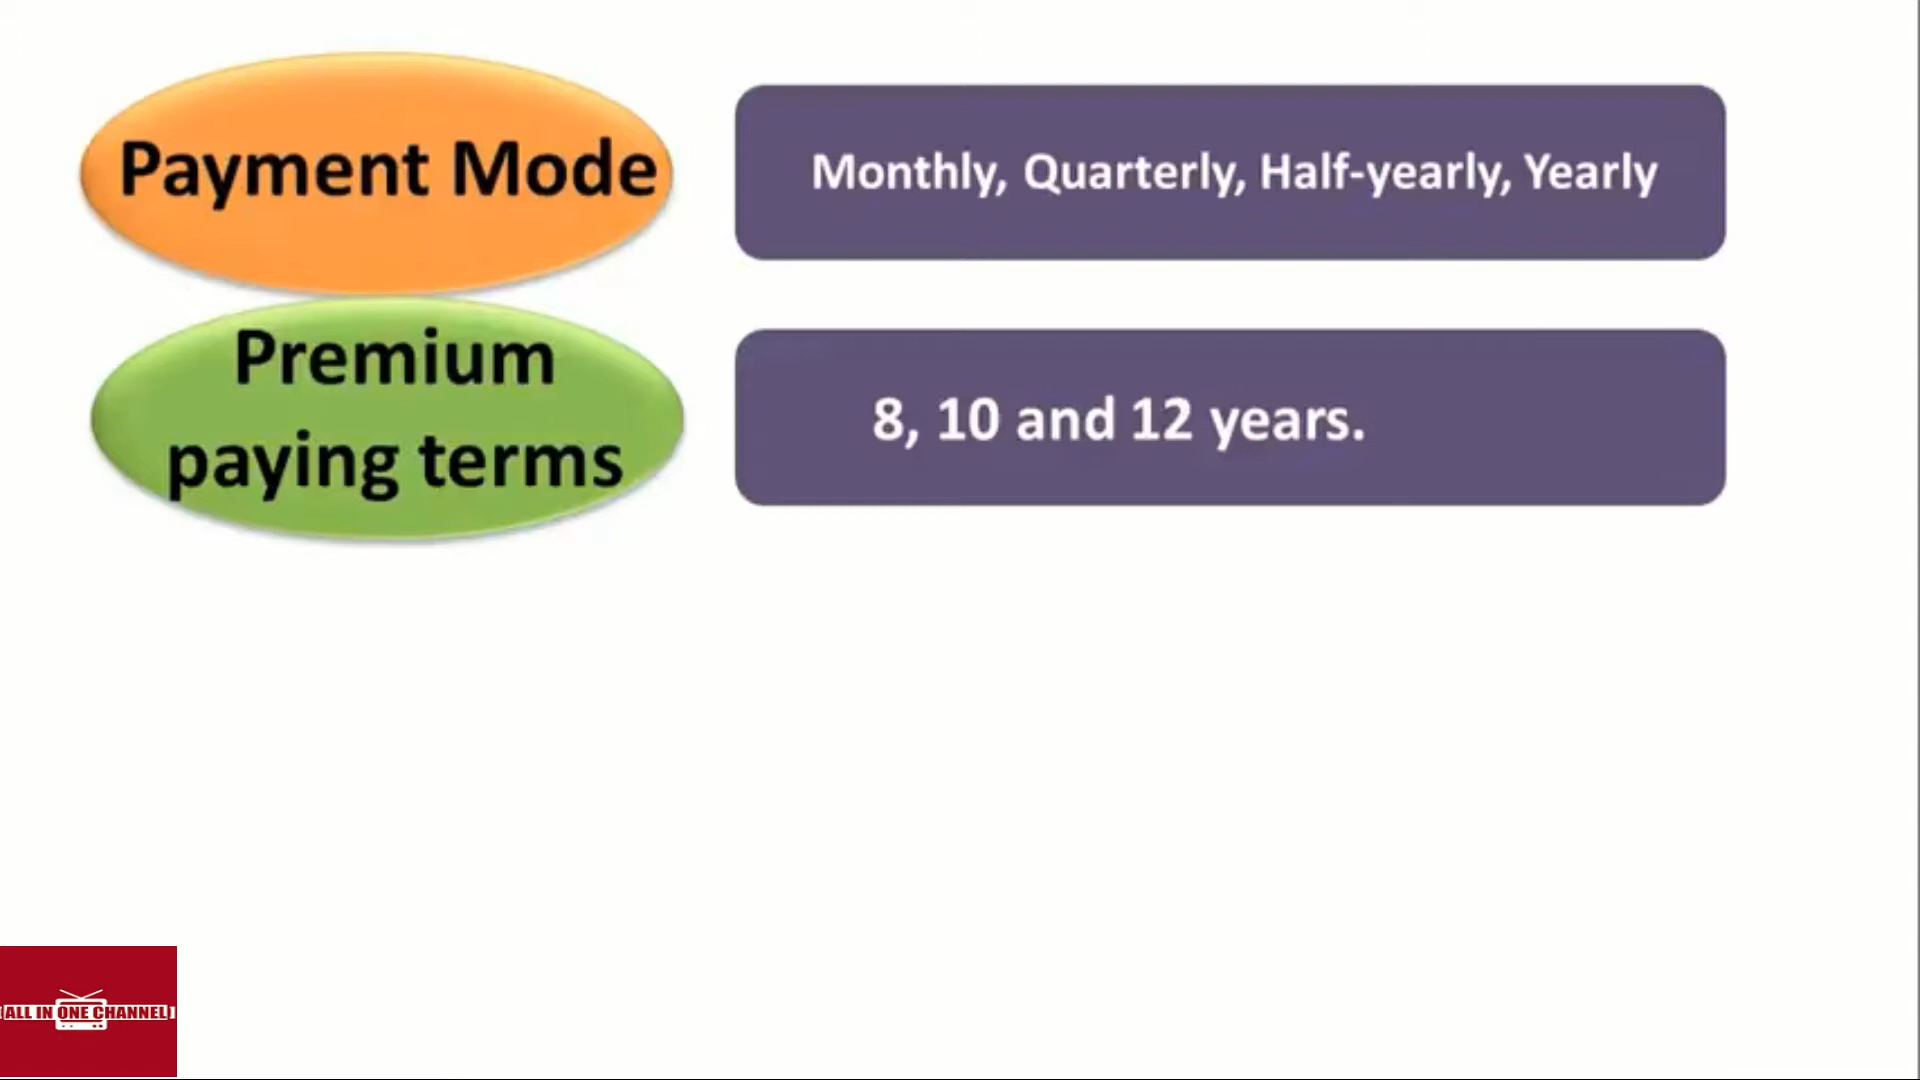 Payment Mode
Monthly, Quarterly, Half-yearly, Yearly
Premium
paying terms
8, 10 and 12 years.
ALL IN ONE CHANNEL